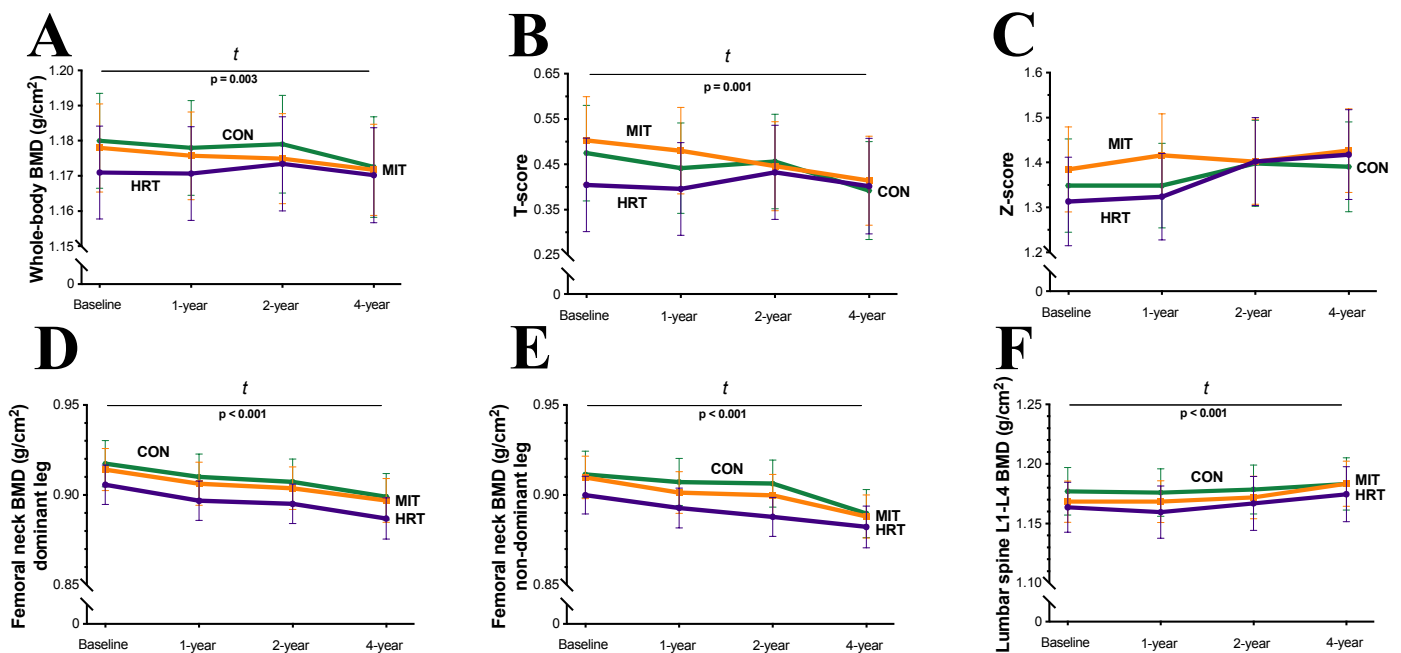 A
Whole-body BMD (g/cm²)
t
p = 0.003
1.20
1.19
1.18
1.17
1.16
1.15
0
CON
MIT
HRT
Baseline 1-year 2-year 4-year
B
T-score
t
p = 0.001
0.65
0.55
0.45
0.35
0.25
0
MIT
HRT
CON
Baseline 1-year 2-year 4-year
C
Z-score
1.6
1.5
1.4
1.3
1.2
0
MIT
CON
HRT
Baseline 1-year 2-year 4-year
D
Femoral neck BMD (g/cm²)
dominant leg
t
p < 0.001
0.95
0.90
0.85
0
CON
MIT
HRT
Baseline 1-year 2-year 4-year
E
Femoral neck BMD (g/cm²)
non-dominant leg
t
p < 0.001
0.95
0.90
0.85
0
CON
MIT
HRT
Baseline 1-year 2-year 4-year
F
Lumbar spine L1-L4 BMD (g/cm²)
t
p < 0.001
1.25
1.20
1.15
1.10
0
CON
MIT
HRT
Baseline 1-year 2-year 4-year